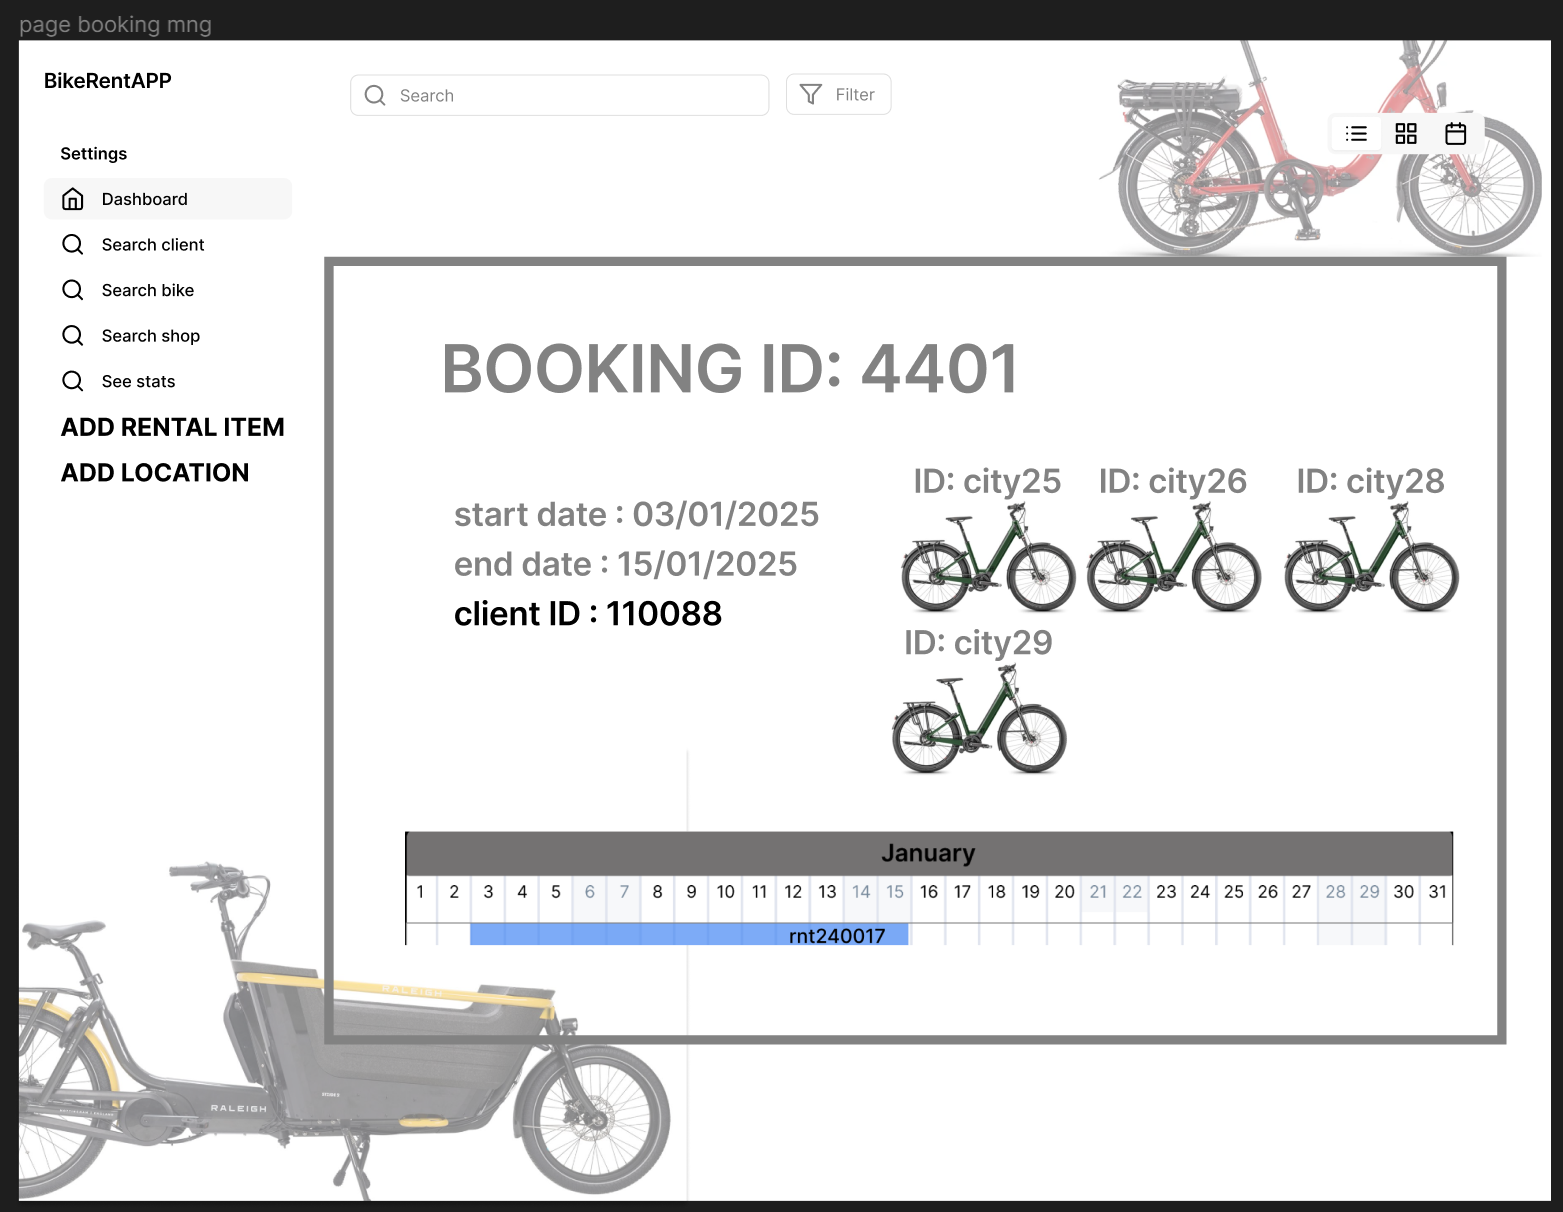 page booking mng
BikeRentAPP
Search
Filter
Settings
Dashboard
Search client
Search bike
Search shop
See stats
ADD RENTAL ITEM
ADD LOCATION
BOOKING ID: 4401
start date : 03/01/2025
end date : 15/01/2025
client ID : 110088
ID: city25 ID: city26 ID: city28
ID: city29
January
1 2 3 4 5 6 7 8 9 10 11 12 13 14 15 16 17 18 19 20 21 22 23 24 25 26 27 28 29 30 31
rnt240017
RALEIGH
RALEIGH